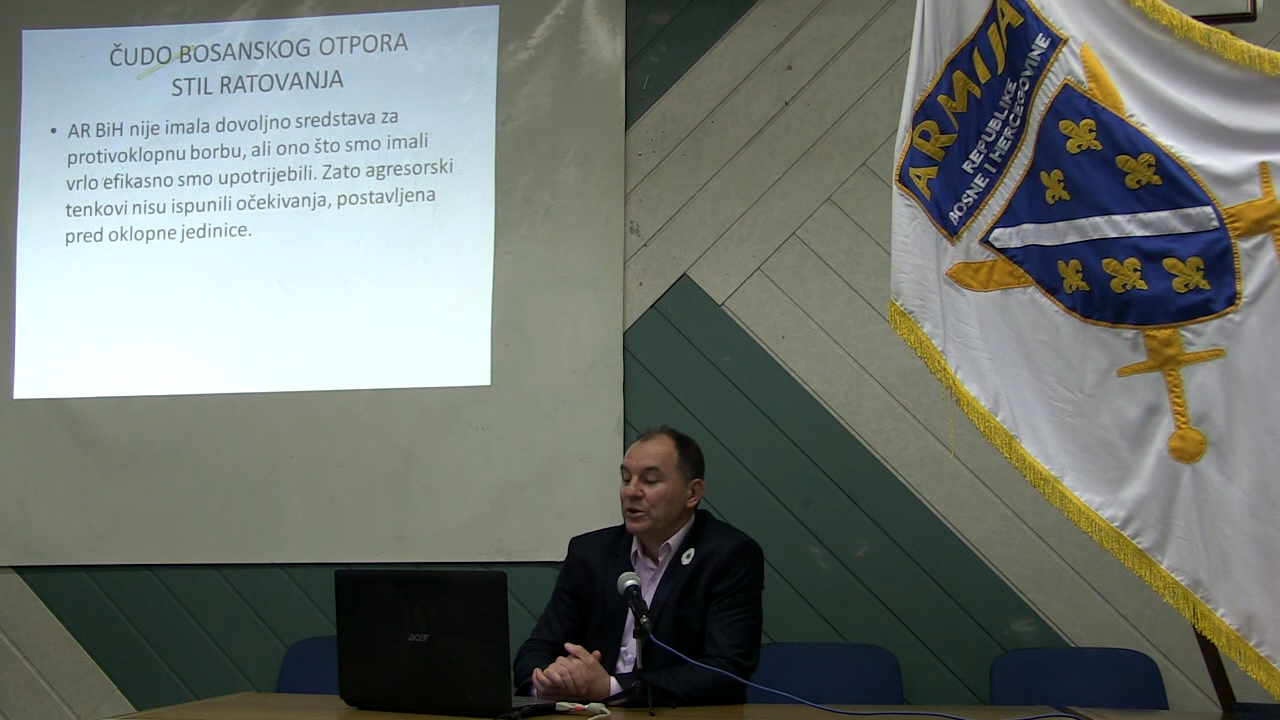 ČUDO BOSANSKOG OTPORA
STIL RATOVANJA
• AR BiH nije imala dovoljno sredstava za
protivoklopnu borbu, ali ono što smo imali
vrlo efikasno smo upotrijebili. Zato agresorski
tenkovi nisu ispunili očekivanja, postavljena
pred oklopne jedinice.
ARMIJA
REPUBLIKE
BOSNE I HERCEGOVINE
acer